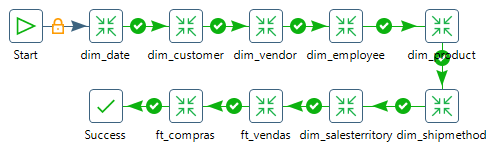 Start
dim_date
dim_customer
dim_vendor
dim_employee
dim_product
Success
ft_compras
ft_vendas
dim_salesterritory
dim_shipmethod